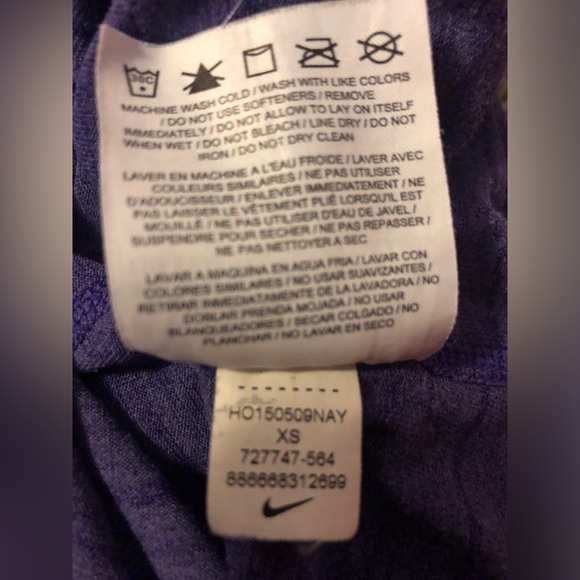 30C
MACHINE WASH COLD / WASH WITH LIKE COLORS
/ DO NOT USE SOFTENERS / REMOVE
IMMEDIATELY / DO NOT ALLOW TO LAY ON ITSELF
WHEN WET / DO NOT BLEACH / LINE DRY / DO NOT
IRON / DO NOT DRY CLEAN
LAVER EN MACHINE A L'EAU FROIDE / LAVER AVEC
COULEURS SIMILAIRES / NE PAS UTILISER
D'ADOUCISSEUR / ENLEVER IMMEDIATEMENT / NE
PAS LAISSER LE VÊTEMENT PLIÉ LORSQU'IL EST
MOUILLÉ / NE PAS UTILISER D'EAU DE JAVEL /
SUSPENDRE POUR SECHER / NE PAS REPASSER /
NE PAS NETTOYER A SEC
LAVAR A MAQUINA EN AGUA FRIA / LAVAR CON
COLORES SIMILARES / NO USAR SUAVIZANTES /
RETIRAR IMMEDIATAMENTE DE LA LAVADORA / NO
DOBLAR PRENDA MOJADA / NO USAR
BLANQUEADORES / SECAR COLGADO / NO
PLANCHAR / NO LAVAR EN SECO
HO150509NAY
XS
727747-564
886668312699